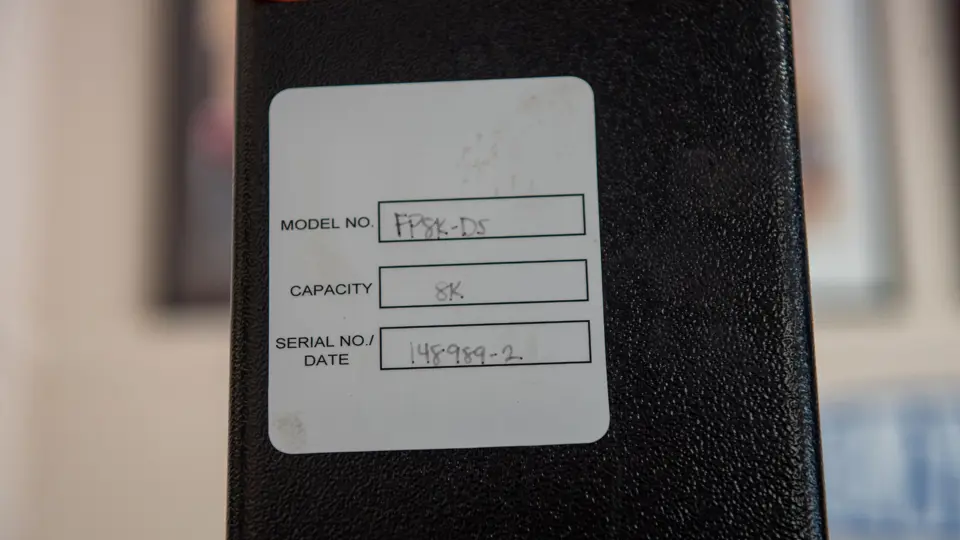 MODEL NO. FP8K-DS
CAPACITY 8K
SERIAL NO./
DATE 148989-2